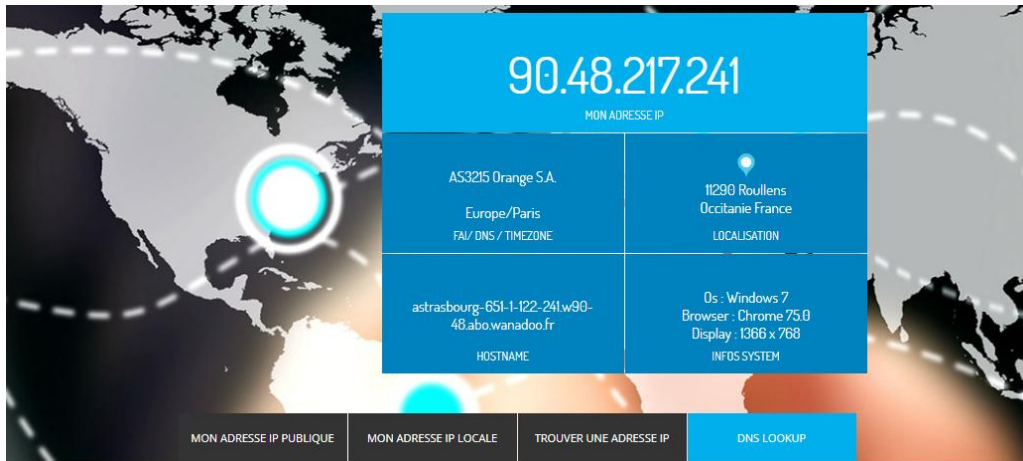 90.48.217.241
MON ADRESSE IP
AS3215 Orange S.A.
Europe/Paris
FAI/ DNS / TIMEZONE
11290 Roullens
Occitanie France
LOCALISATION
astrasbourg-651-1-122-241.w90-
48.abo.wanadoo.fr
HOSTNAME
Os : Windows 7
Browser : Chrome 75.0
Display : 1366 x 768
INFOS SYSTEM
MON ADRESSE IP PUBLIQUE
MON ADRESSE IP LOCALE
TROUVER UNE ADRESSE IP
DNS LOOKUP